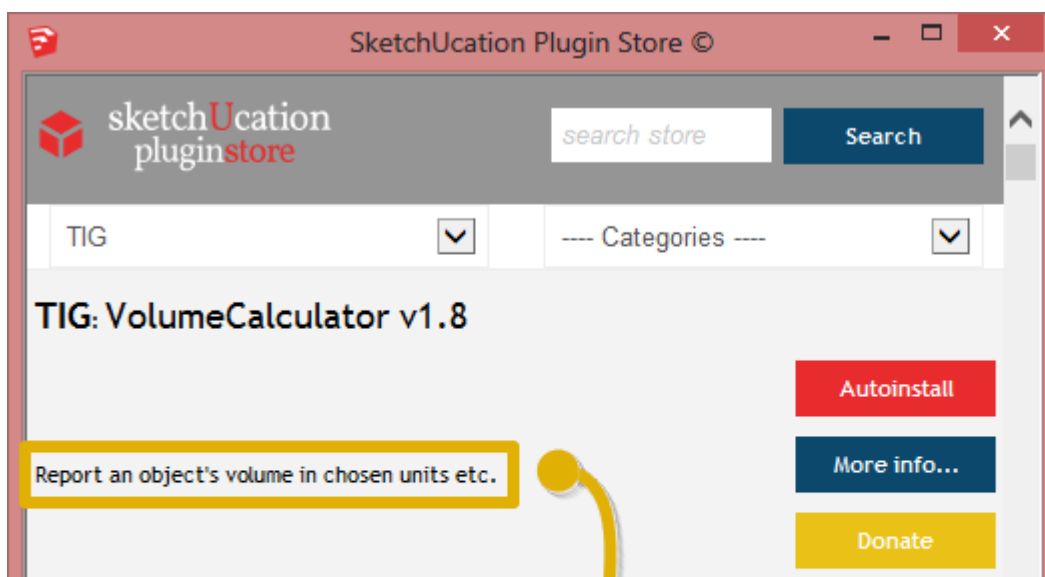 SketchUcation Plugin Store ©
sketchUcation
pluginstore
search store
Search
TIG
---- Categories ----
TIG: VolumeCalculator v1.8
Autoinstall
Report an object's volume in chosen units etc.
More info...
Donate